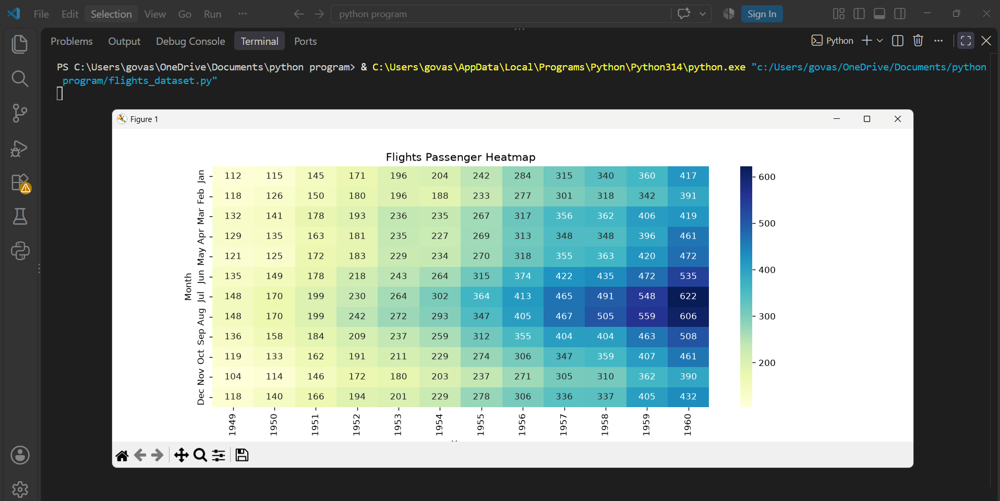 File Edit Selection View Go Run ··· python program Sign In
Problems Output Debug Console Terminal Ports Python
PS C:\Users\govas\OneDrive\Documents\python program> & C:\Users\govas\AppData\Local\Programs\Python\Python314\python.exe "c:/Users/govas/OneDrive/Documents/python
program/flights_dataset.py"
Figure 1
Flights Passenger Heatmap
Month
Jan 112 115 145 171 196 204 242 284 315 340 360 417
Feb 118 126 150 180 196 188 233 277 301 318 342 391
Mar 132 141 178 193 236 235 267 317 356 362 406 419
Apr 129 135 163 181 235 227 269 313 348 348 396 461
May 121 125 172 183 229 234 270 318 355 363 420 472
Jun 135 149 178 218 243 264 315 374 422 435 472 535
Jul 148 170 199 230 264 302 364 413 465 491 548 622
Aug 148 170 199 242 272 293 347 405 467 505 559 606
Sep 136 158 184 209 237 259 312 355 404 404 463 508
Oct 119 133 162 191 211 229 274 306 347 359 407 461
Nov 104 114 146 172 180 203 237 271 305 310 362 390
Dec 118 140 166 194 201 229 278 306 336 337 405 432
1949 1950 1951 1952 1953 1954 1955 1956 1957 1958 1959 1960
600
500
400
300
200